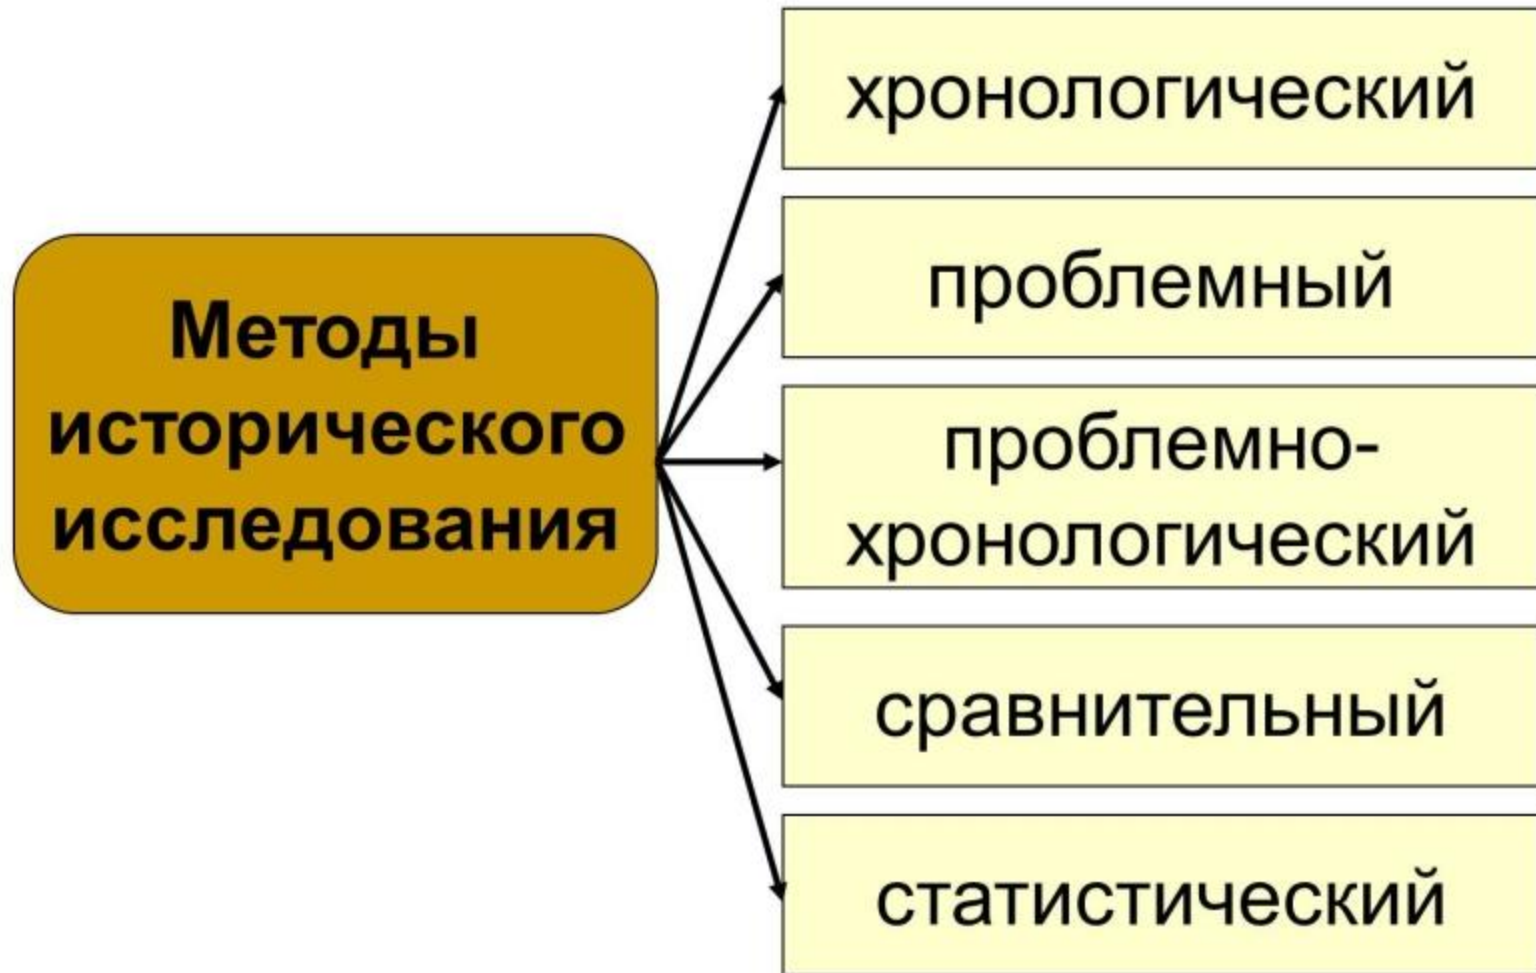 Методы
исторического
исследования
хронологический
проблемный
проблемно-
хронологический
сравнительный
статистический